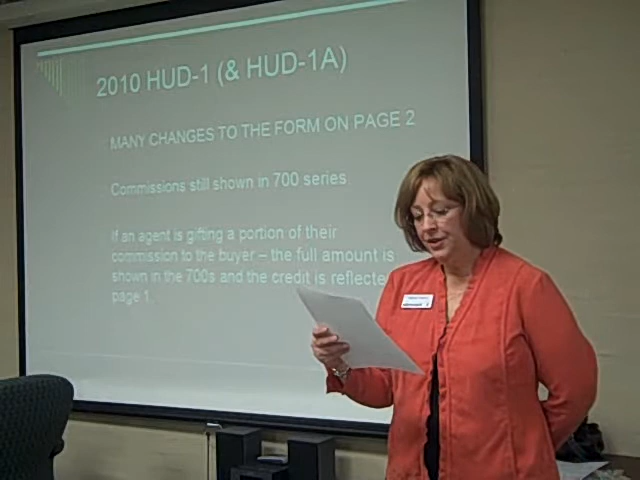 2010 HUD-1 (& HUD-1A)
MANY CHANGES TO THE FORM ON PAGE 2
Commissions still shown in 700 series
If an agent is gifting a portion of their
commission to the buyer – the full amount is
shown in the 700s and the credit is reflecte
page 1.